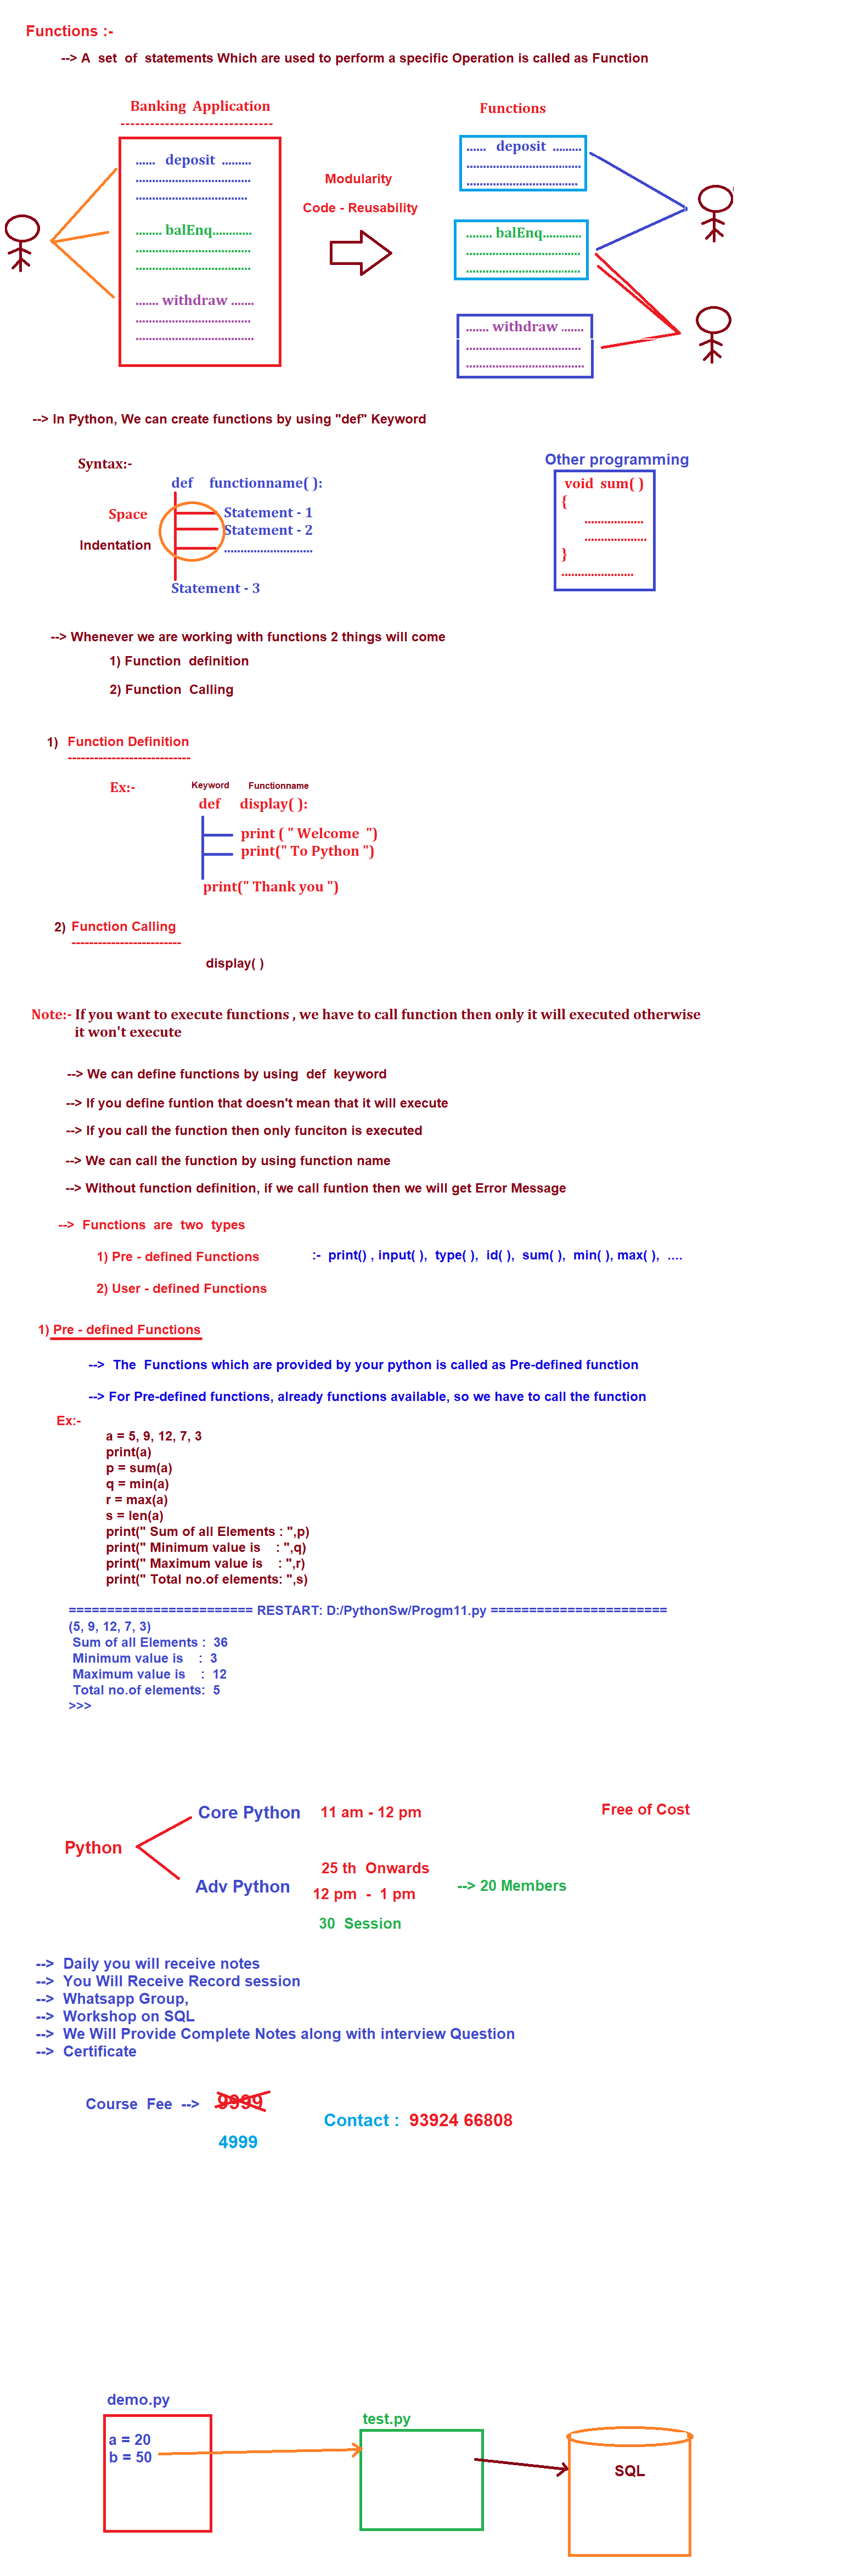 Functions :-
--> A set of statements Which are used to perform a specific Operation is called as Function
Banking Application
-------------------------------
Functions
...... deposit .........
...................................
..................................
........ balEnq............
...................................
...................................
....... withdraw .......
...................................
....................................
Modularity
Code - Reusability
...... deposit .........
...................................
..................................
........ balEnq............
...................................
...................................
....... withdraw .......
...................................
....................................
--> In Python, We can create functions by using "def" Keyword
Syntax:-
def functionname( ):
Space
Statement - 1
Statement - 2
Indentation
...........................
Statement - 3
Other programming
void sum( )
{
..................
...................
}
......................
--> Whenever we are working with functions 2 things will come
1) Function definition
2) Function Calling
1) Function Definition
----------------------------
Ex:-
Keyword Functionname
def display( ):
print ( " Welcome ")
print(" To Python ")
print(" Thank you ")
2) Function Calling
-------------------------
display( )
Note:- If you want to execute functions , we have to call function then only it will executed otherwise
it won't execute
--> We can define functions by using def keyword
--> If you define funtion that doesn't mean that it will execute
--> If you call the function then only funciton is executed
--> We can call the function by using function name
--> Without function definition, if we call funtion then we will get Error Message
--> Functions are two types
1) Pre - defined Functions :- print() , input( ), type( ), id( ), sum( ), min( ), max( ), ....
2) User - defined Functions
1) Pre - defined Functions
--> The Functions which are provided by your python is called as Pre-defined function
--> For Pre-defined functions, already functions available, so we have to call the function
Ex:-
a = 5, 9, 12, 7, 3
print(a)
p = sum(a)
q = min(a)
r = max(a)
s = len(a)
print(" Sum of all Elements : ",p)
print(" Minimum value is : ",q)
print(" Maximum value is : ",r)
print(" Total no.of elements: ",s)
======================== RESTART: D:/PythonSw/Progm11.py =======================
(5, 9, 12, 7, 3)
Sum of all Elements : 36
Minimum value is : 3
Maximum value is : 12
Total no.of elements: 5
>>>
Core Python 11 am - 12 pm
Free of Cost
Python
25 th Onwards
Adv Python
12 pm - 1 pm
--> 20 Members
30 Session
--> Daily you will receive notes
--> You Will Receive Record session
--> Whatsapp Group,
--> Workshop on SQL
--> We Will Provide Complete Notes along with interview Question
--> Certificate
Course Fee --> 9999
Contact : 93924 66808
4999
demo.py
test.py
a = 20
b = 50
SQL